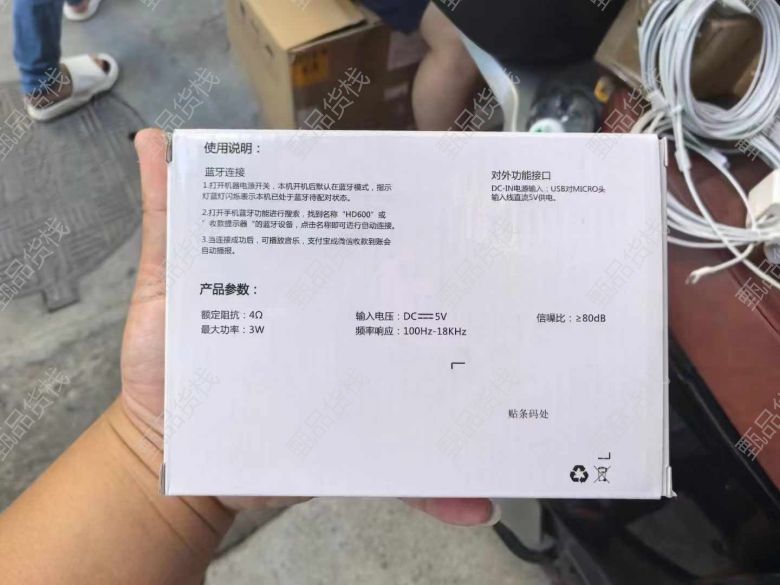 使用说明：
蓝牙连接
1.打开机器电源开关，本机开机后默认在蓝牙模式，指示
灯蓝灯闪烁表示本机已处于蓝牙待配对状态。
2.打开手机蓝牙功能进行搜索，找到名称“HD600”或
“收款提示器”的蓝牙设备，点击名称即可进行自动连接。
3.当连接成功后，可播放音乐，支付宝或微信收款到账会
自动播报。
对外功能接口
DC-IN电源输入：USB对MICRO头
输入线直流5V供电。
产品参数：
额定阻抗：4Ω
输入电压：DC⎓5V
信噪比：≥80dB
最大功率：3W
频率响应：100Hz-18KHz
贴条码处
甄品货栈